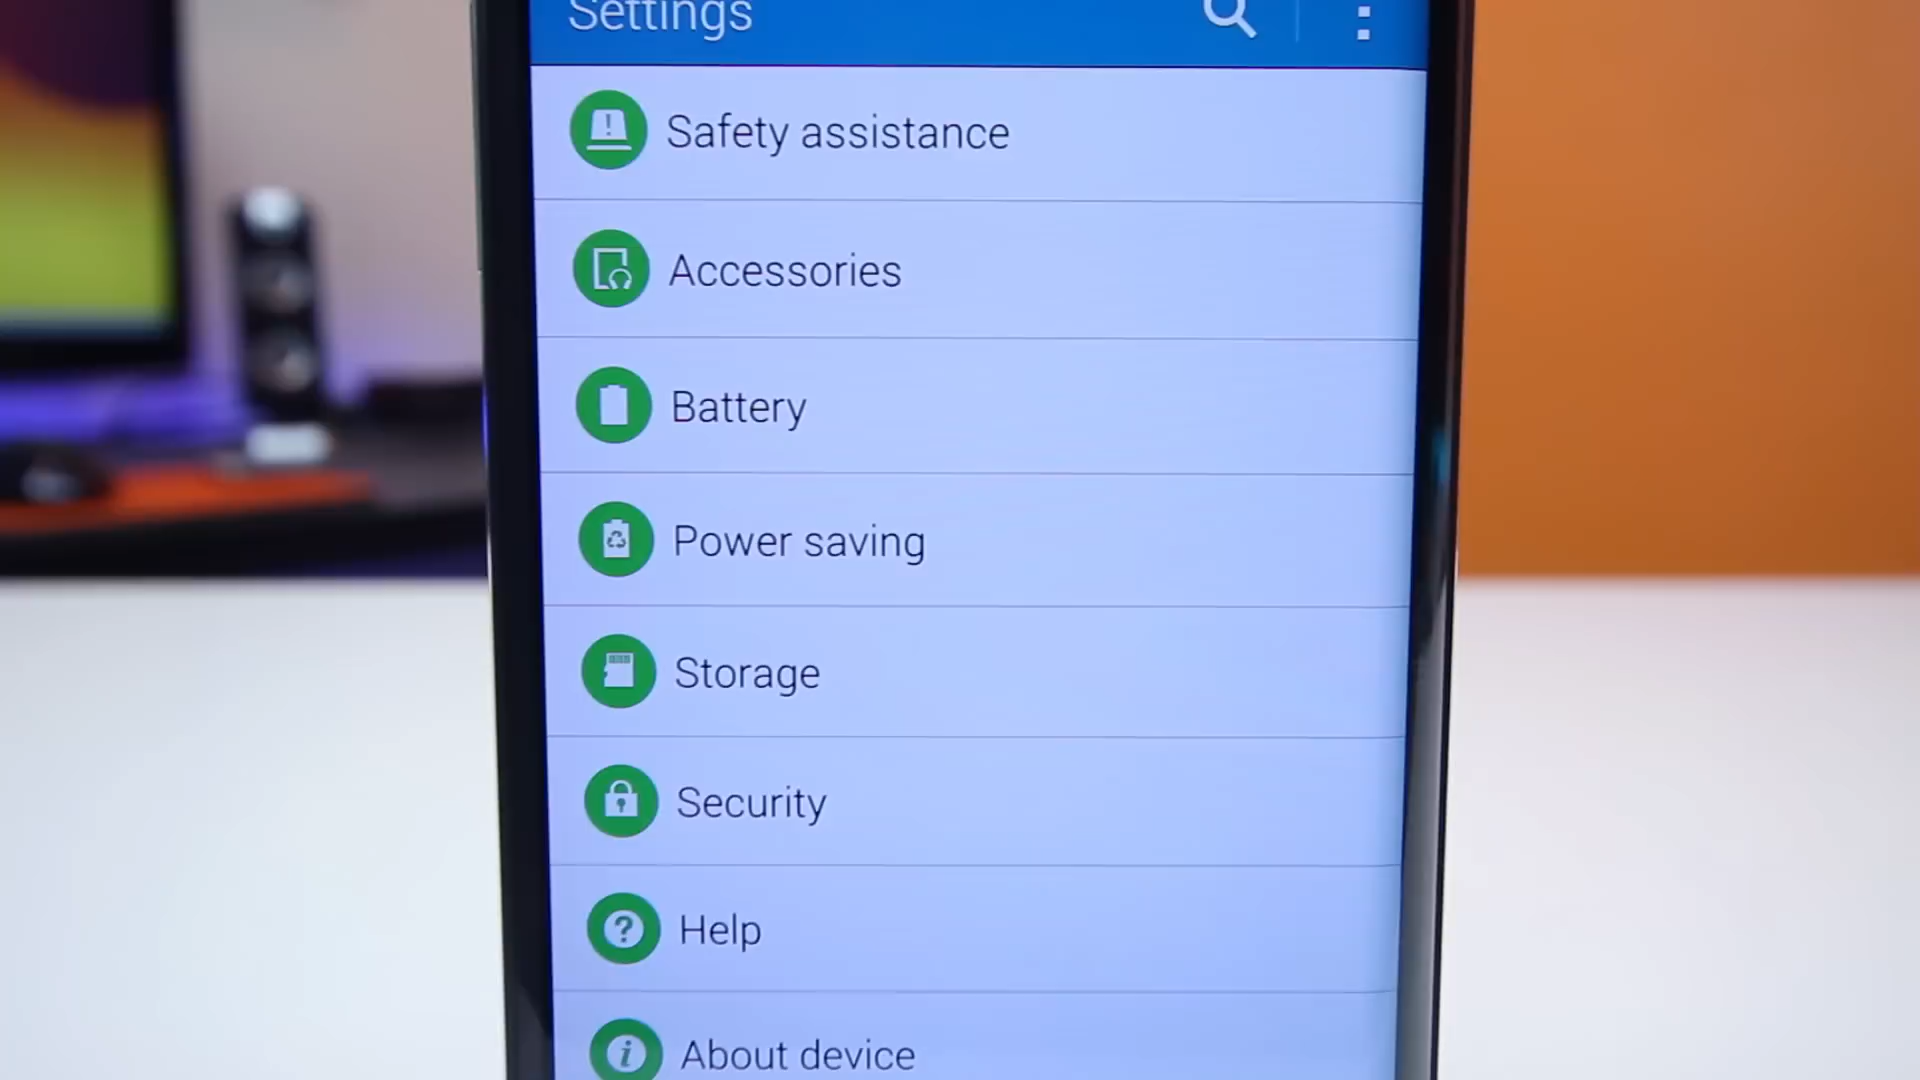 Settings
Safety assistance
Accessories
Battery
Power saving
Storage
Security
Help
About device